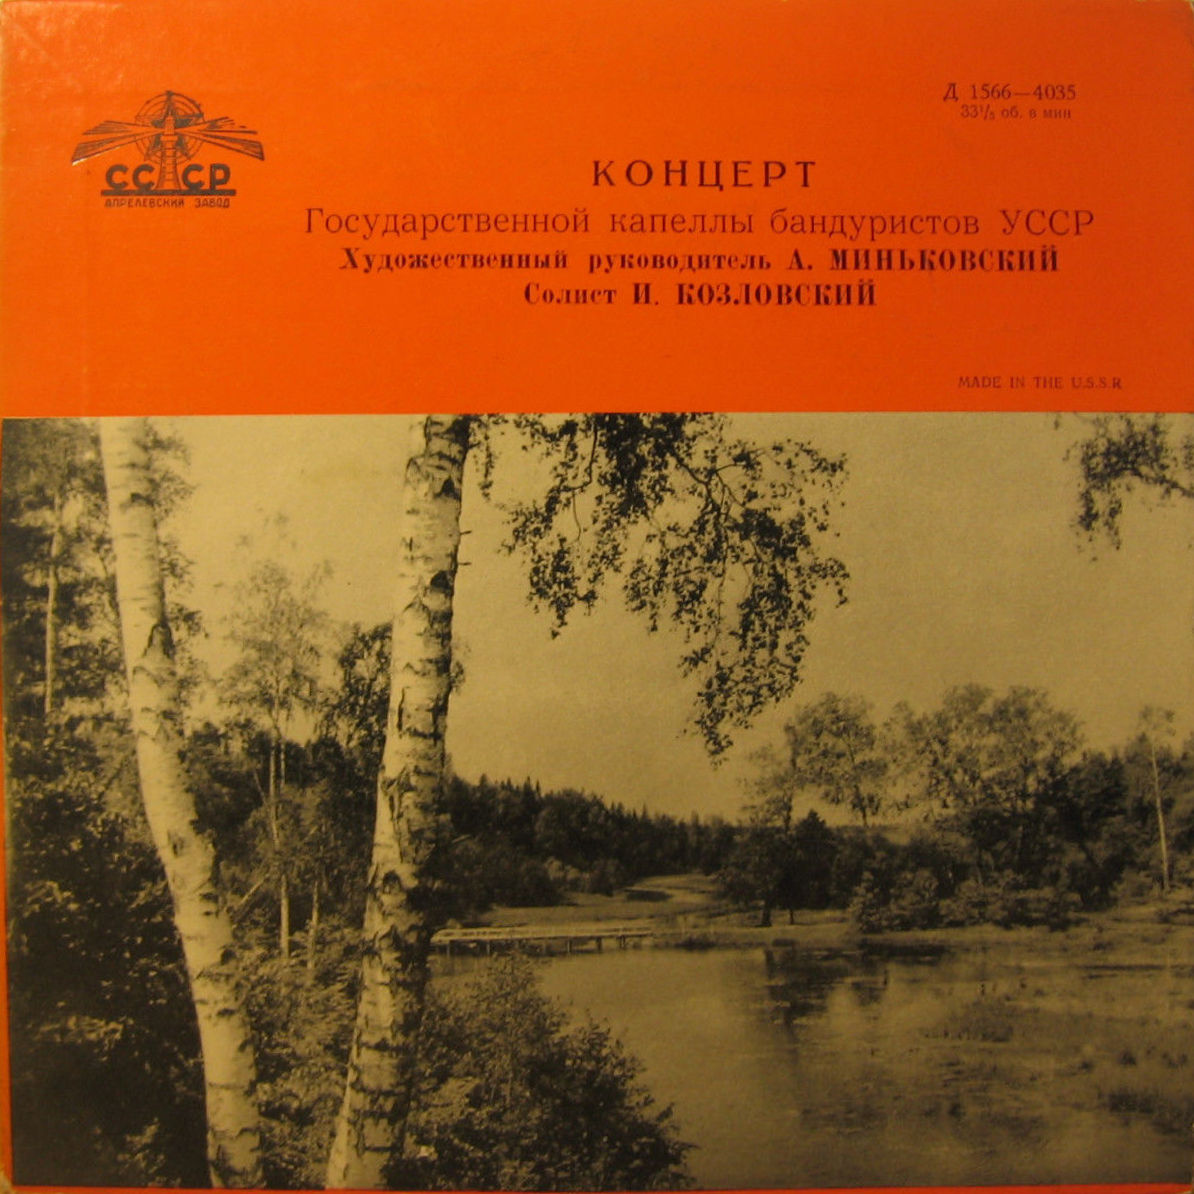 Д 1566—4035
33⅓ об. в мин
СССР
АПРЕЛЕВСКИЙ ЗАВОД
КОНЦЕРТ
Государственной капеллы бандуристов УССР
Художественный руководитель А. МИНЬКОВСКИЙ
Солист И. КОЗЛОВСКИЙ
MADE IN THE U.S.S.R